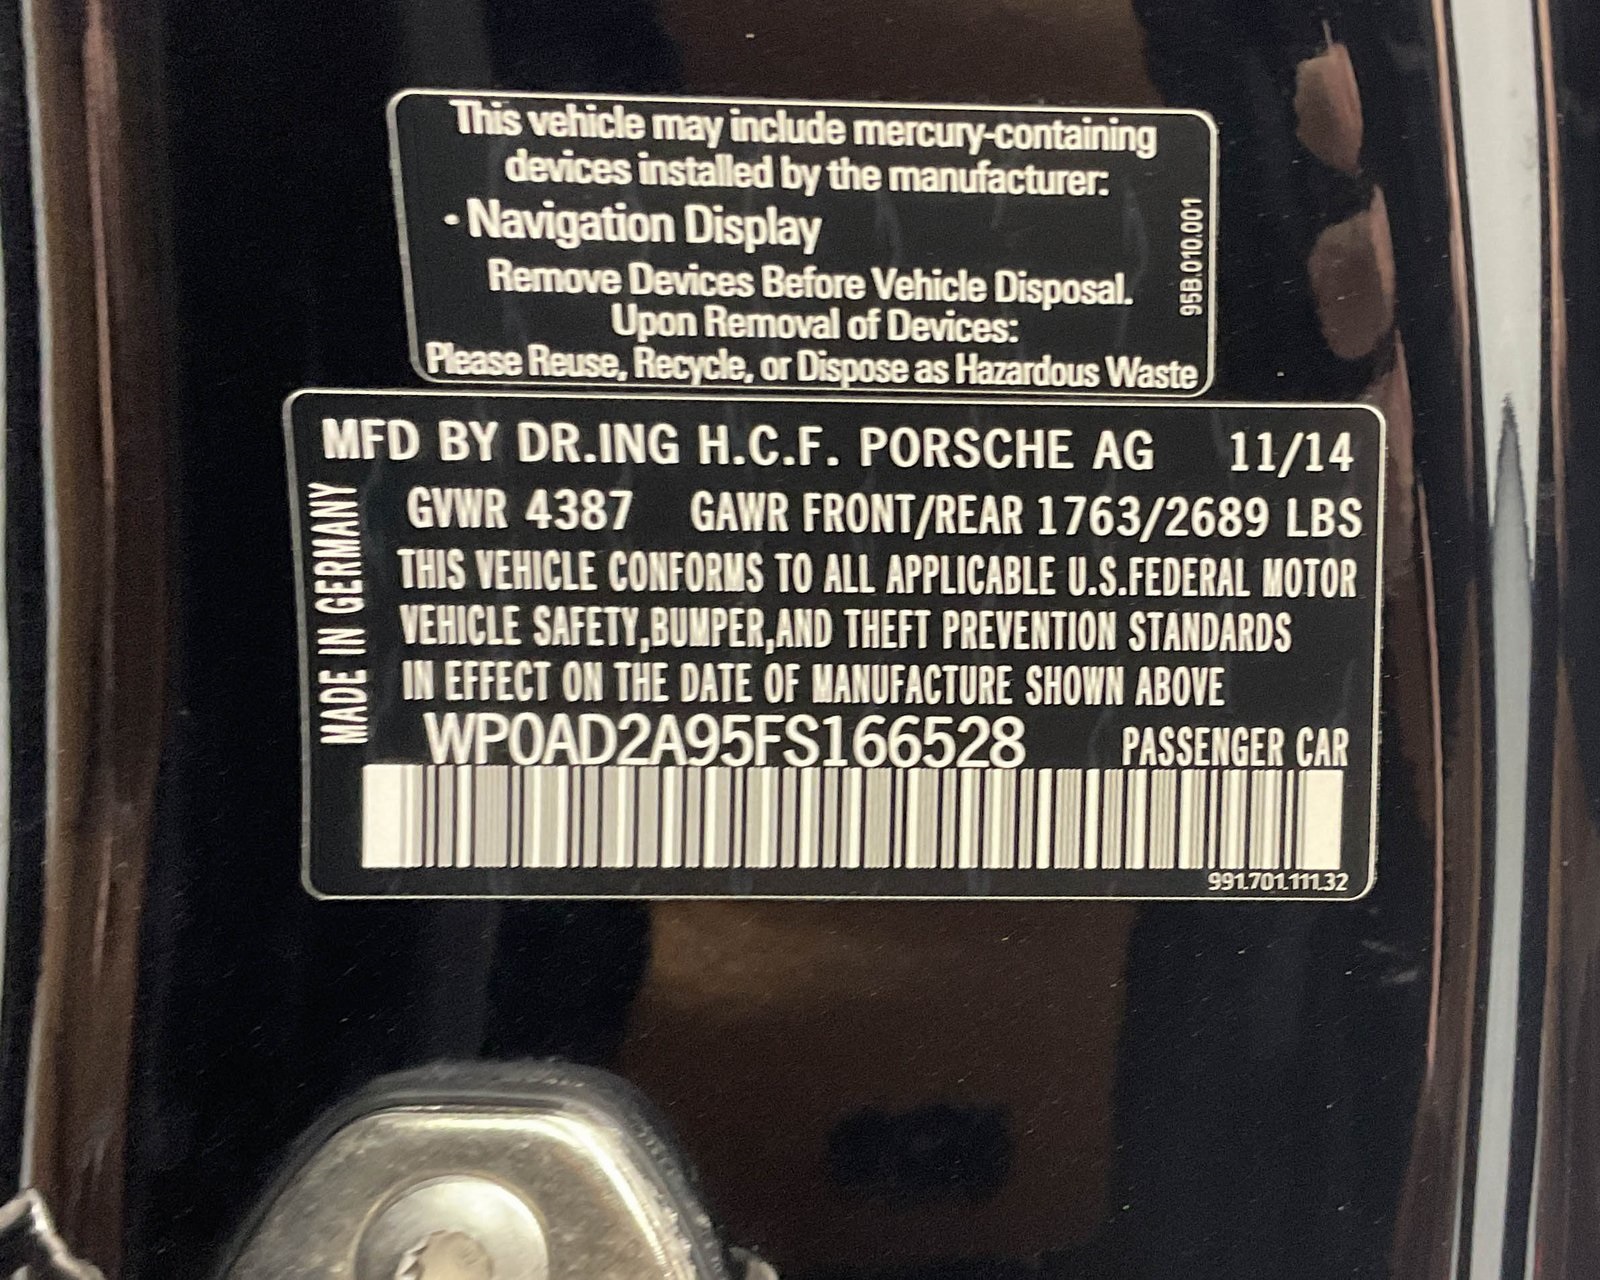 This vehicle may include mercury-containing
devices installed by the manufacturer:
· Navigation Display
Remove Devices Before Vehicle Disposal.
Upon Removal of Devices:
Please Reuse, Recycle, or Dispose as Hazardous Waste
95B.010.001
MFD BY DR.ING H.C.F. PORSCHE AG 11/14
GVWR 4387 GAWR FRONT/REAR 1763/2689 LBS
THIS VEHICLE CONFORMS TO ALL APPLICABLE U.S.FEDERAL MOTOR
VEHICLE SAFETY,BUMPER,AND THEFT PREVENTION STANDARDS
IN EFFECT ON THE DATE OF MANUFACTURE SHOWN ABOVE
WP0AD2A95FS166528 PASSENGER CAR
991.701.111.32
MADE IN GERMANY